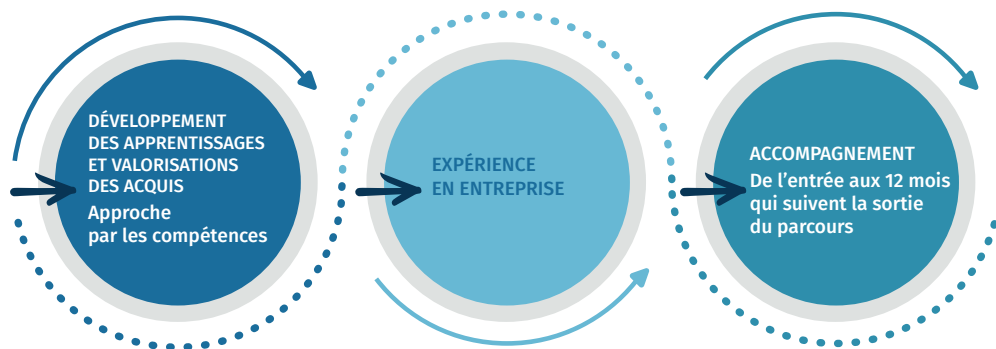 DÉVELOPPEMENT
DES APPRENTISSAGES
ET VALORISATIONS
DES ACQUIS
Approche
par les compétences
EXPÉRIENCE
EN ENTREPRISE
ACCOMPAGNEMENT
De l'entrée aux 12 mois
qui suivent la sortie
du parcours